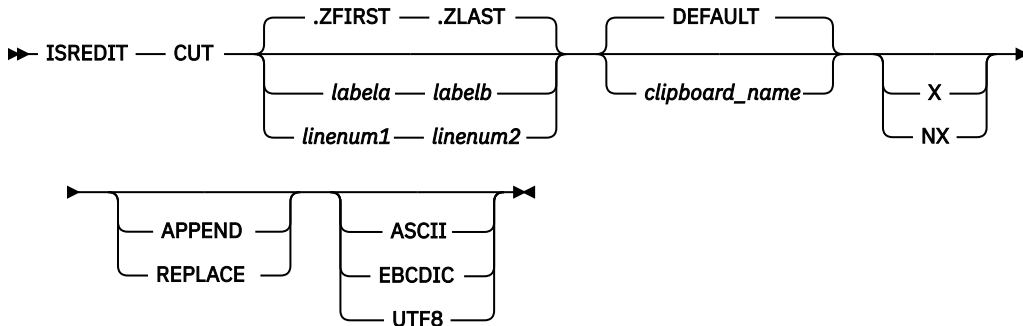 .ZFIRST .ZLAST DEFAULT
ISREDIT CUT
labela labelb clipboard_name X
linenum1 linenum2 NX
APPEND ASCII
REPLACE EBCDIC
UTF8